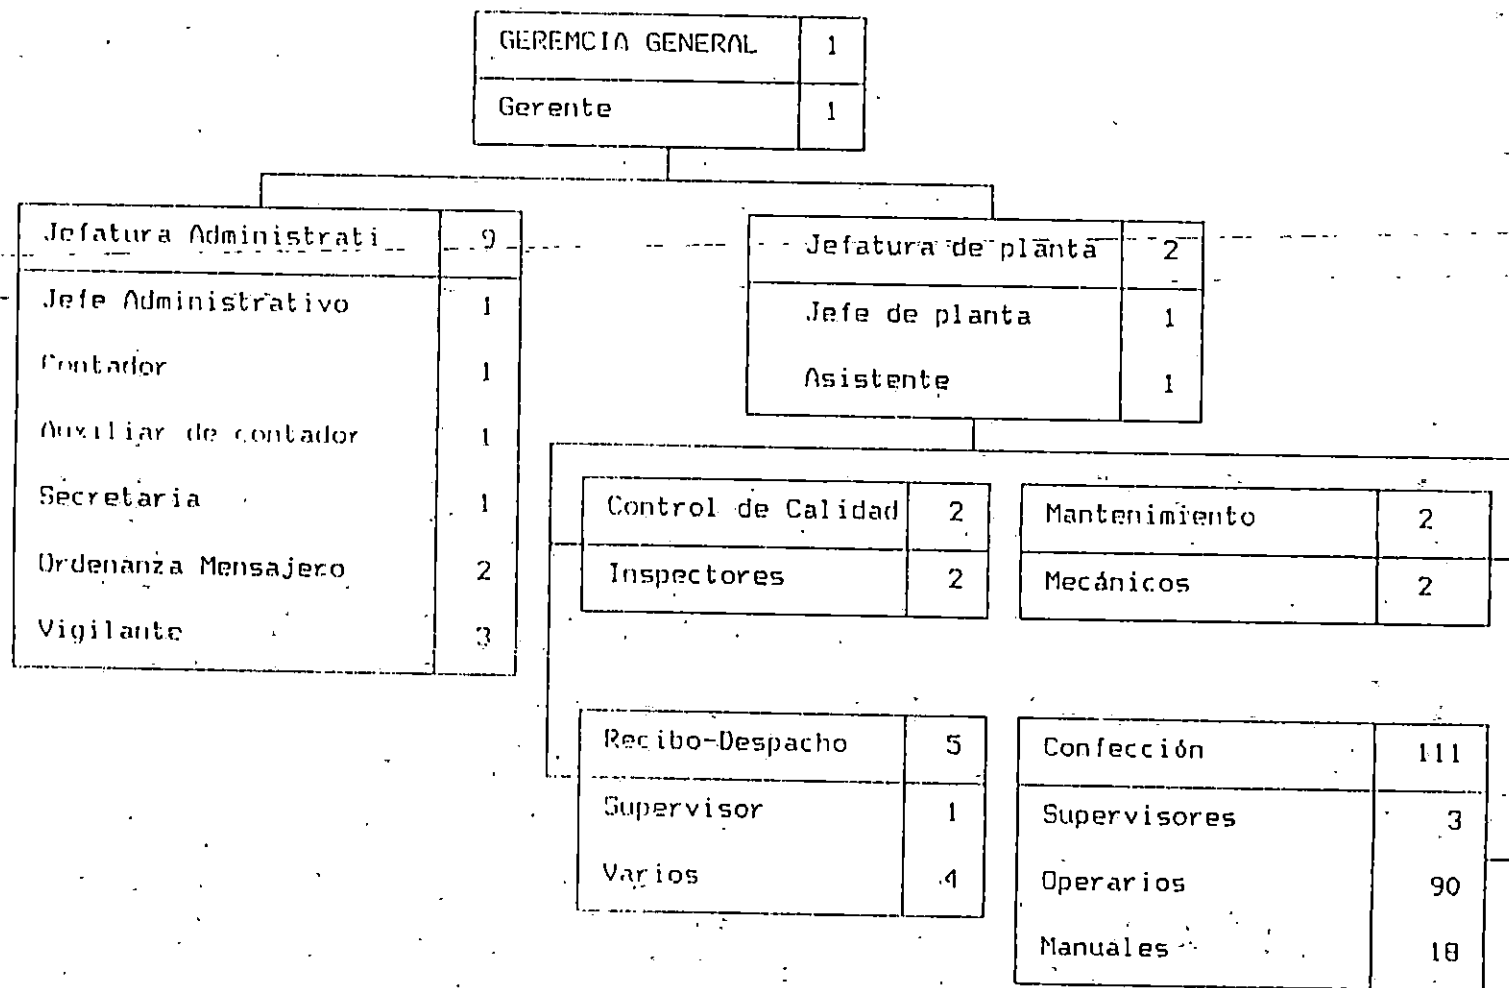 GEREMCIA GENERAL 1
Gerente 1
Jefatura Administrati 9
Jefe Administrativo 1
Contador 1
Auxiliar de contador 1
Secretaria 1
Ordenanza Mensajero 2
Vigilante 3
Jefatura de planta 2
Jefe de planta 1
Asistente 1
Control de Calidad 2
Inspectores 2
Mantenimiento 2
Mecánicos 2
Recibo-Despacho 5
Supervisor 1
Varios 4
Confección 111
Supervisores 3
Operarios 90
Manuales 18